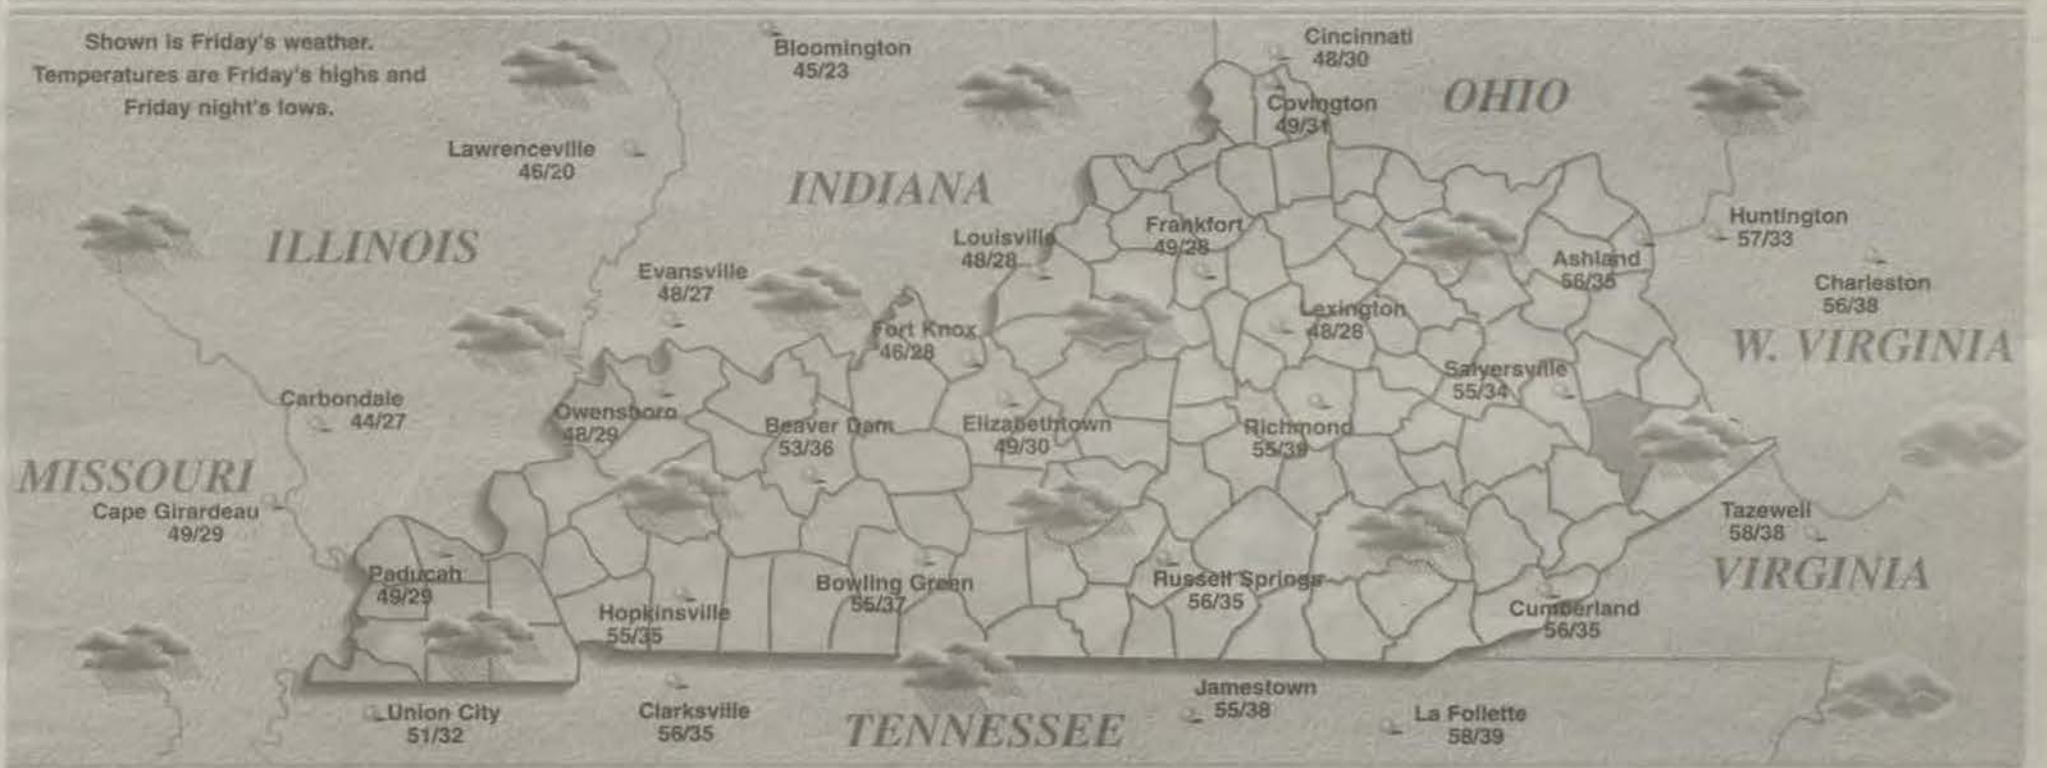 Shown is Friday's weather.
Temperatures are Friday's highs and
Friday night's lows.
Bloomington
45/23
Cincinnati
48/30
Covington
49/31
OHIO
Lawrenceville
46/20
INDIANA
ILLINOIS
Louisville
48/28
Frankfort
49/28
Huntington
57/33
Ashland
56/35
Charleston
56/38
Evansville
48/27
Fort Knox
46/28
Lexington
48/28
W. VIRGINIA
Salyersville
55/34
Carbondale
44/27
Owensboro
48/29
Beaver Dam
53/36
Elizabethtown
49/30
Richmond
55/39
MISSOURI
Cape Girardeau
49/29
Tazewell
58/38
VIRGINIA
Paducah
49/29
Hopkinsville
55/35
Bowling Green
55/37
Russell Springs
56/35
Cumberland
56/35
Union City
51/32
Clarksville
56/35
TENNESSEE
Jamestown
55/38
La Follette
58/39